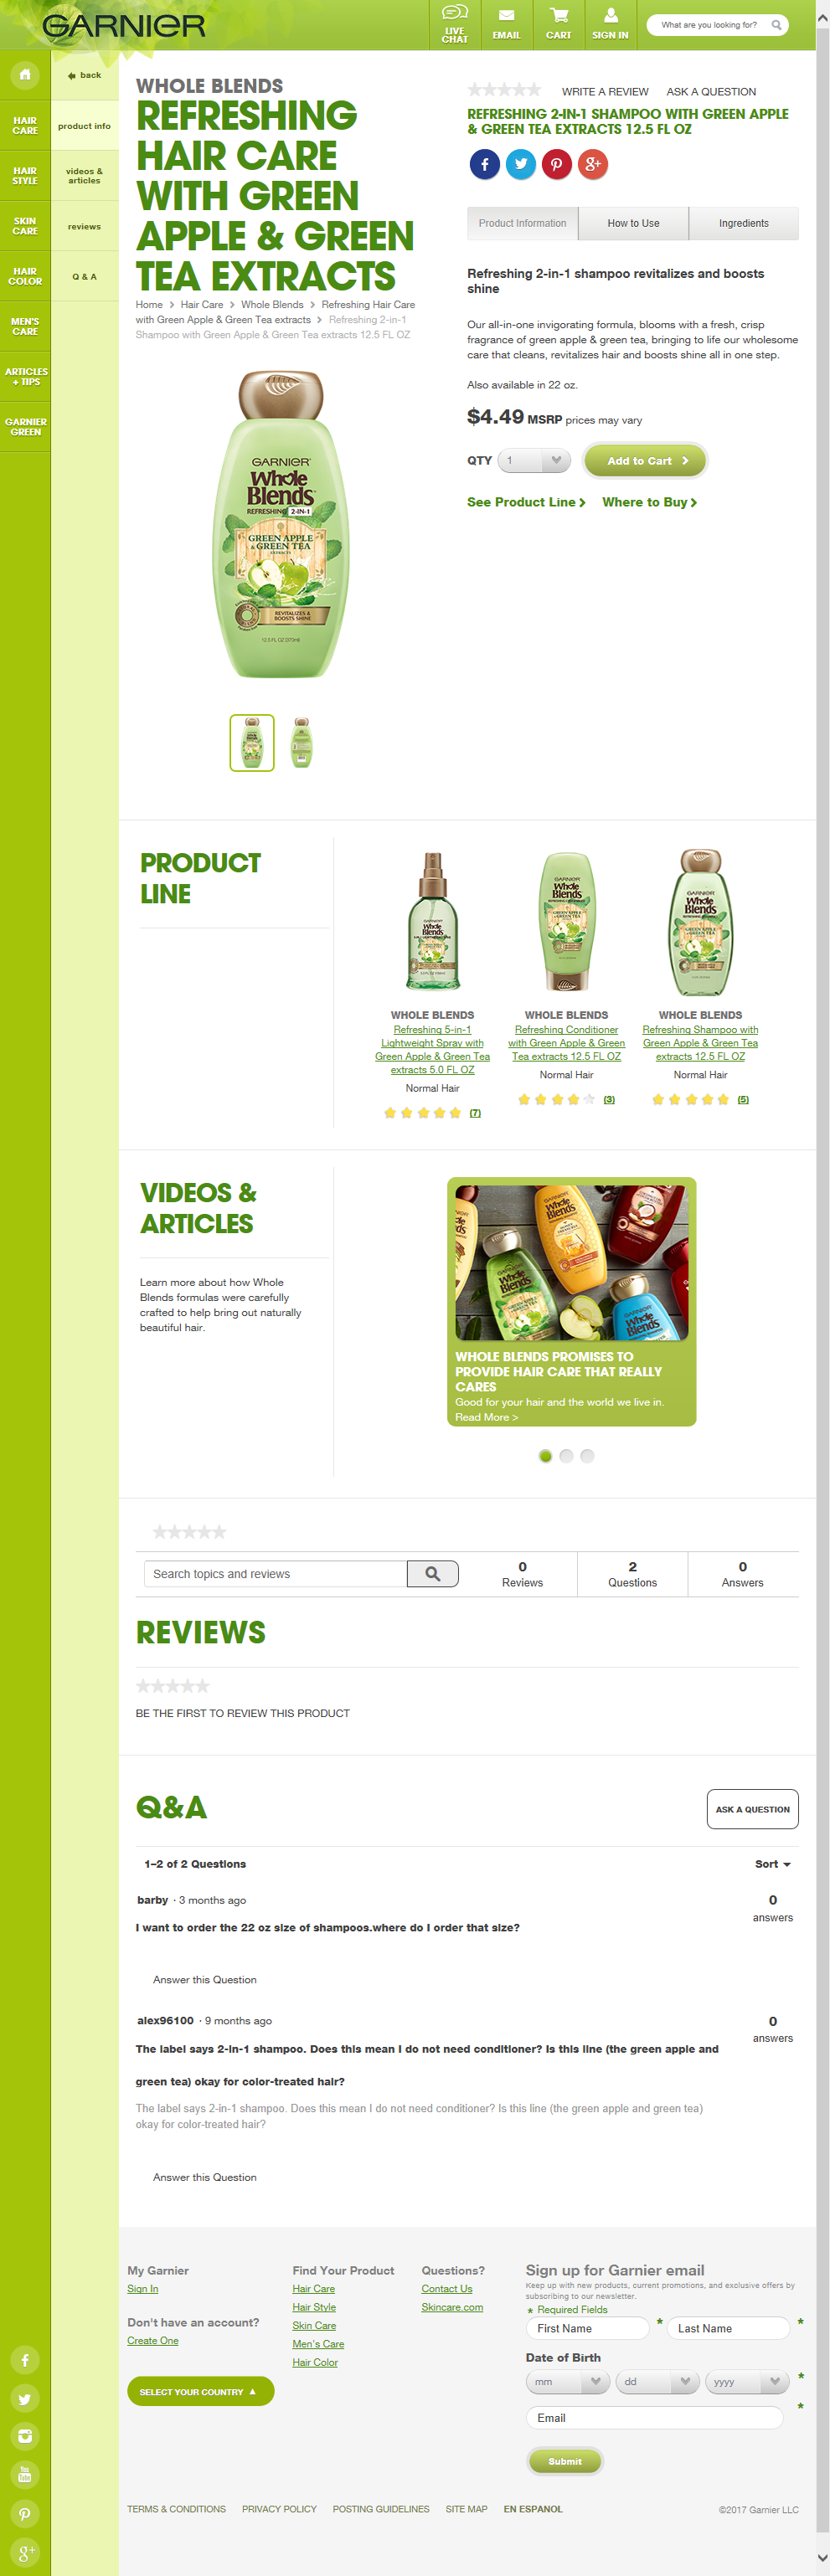 GARNIER
LIVE
CHAT
EMAIL
CART
SIGN IN
What are you looking for?
HAIR
CARE
HAIR
STYLE
SKIN
CARE
HAIR
COLOR
MEN'S
CARE
ARTICLES
+ TIPS
GARNIER
GREEN
back
product info
videos &
articles
reviews
Q & A
WHOLE BLENDS
REFRESHING
HAIR CARE
WITH GREEN
APPLE & GREEN
TEA EXTRACTS
Home > Hair Care > Whole Blends > Refreshing Hair Care
with Green Apple & Green Tea extracts > Refreshing 2-in-1
Shampoo with Green Apple & Green Tea extracts 12.5 FL OZ
GARNIER
Whole
Blends
REFRESHING 2-IN-1
GREEN APPLE
& GREEN TEA
EXTRACTS
REVITALIZES &
BOOSTS SHINE
12.5 FL OZ (370ml)
WRITE A REVIEW
ASK A QUESTION
REFRESHING 2-IN-1 SHAMPOO WITH GREEN APPLE
& GREEN TEA EXTRACTS 12.5 FL OZ
Product Information
How to Use
Ingredients
Refreshing 2-in-1 shampoo revitalizes and boosts
shine
Our all-in-one invigorating formula, blooms with a fresh, crisp
fragrance of green apple & green tea, bringing to life our wholesome
care that cleans, revitalizes hair and boosts shine all in one step.
Also available in 22 oz.
$4.49 MSRP prices may vary
QTY 1
Add to Cart >
See Product Line >
Where to Buy >
PRODUCT
LINE
WHOLE BLENDS
Refreshing 5-in-1
Lightweight Spray with
Green Apple & Green Tea
extracts 5.0 FL OZ
Normal Hair
(7)
WHOLE BLENDS
Refreshing Conditioner
with Green Apple & Green
Tea extracts 12.5 FL OZ
Normal Hair
(3)
WHOLE BLENDS
Refreshing Shampoo with
Green Apple & Green Tea
extracts 12.5 FL OZ
Normal Hair
(5)
VIDEOS &
ARTICLES
Learn more about how Whole
Blends formulas were carefully
crafted to help bring out naturally
beautiful hair.
WHOLE BLENDS PROMISES TO
PROVIDE HAIR CARE THAT REALLY
CARES
Good for your hair and the world we live in.
Read More >
Search topics and reviews
0
Reviews
2
Questions
0
Answers
REVIEWS
BE THE FIRST TO REVIEW THIS PRODUCT
Q&A
ASK A QUESTION
1–2 of 2 Questions
Sort
barby · 3 months ago
I want to order the 22 oz size of shampoos.where do I order that size?
0
answers
Answer this Question
alex96100 · 9 months ago
The label says 2-in-1 shampoo. Does this mean I do not need conditioner? Is this line (the green apple and
green tea) okay for color-treated hair?
0
answers
The label says 2-in-1 shampoo. Does this mean I do not need conditioner? Is this line (the green apple and green tea)
okay for color-treated hair?
Answer this Question
My Garnier
Sign In
Don't have an account?
Create One
SELECT YOUR COUNTRY
Find Your Product
Hair Care
Hair Style
Skin Care
Men's Care
Hair Color
Questions?
Contact Us
Skincare.com
Sign up for Garnier email
Keep up with new products, current promotions, and exclusive offers by
subscribing to our newsletter.
* Required Fields
First Name *
Last Name *
Date of Birth
mm
dd
yyyy *
Email *
Submit
TERMS & CONDITIONS
PRIVACY POLICY
POSTING GUIDELINES
SITE MAP
EN ESPANOL
©2017 Garnier LLC